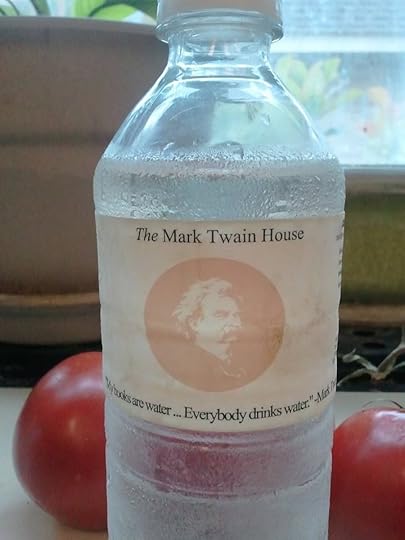 The Mark Twain House
"My books are water ... Everybody drinks water." -Mark